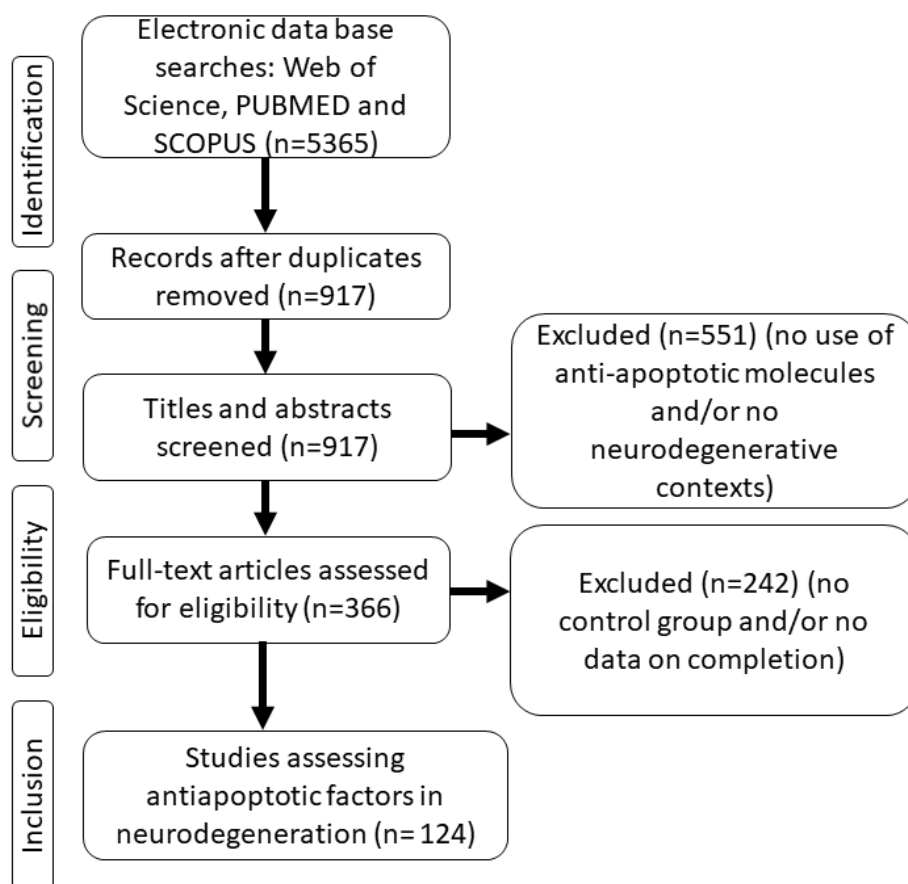 Identification
Electronic data base
searches: Web of
Science, PUBMED and
SCOPUS (n=5365)
Records after duplicates
removed (n=917)
Screening
Titles and abstracts
screened (n=917)
Excluded (n=551) (no use of
anti-apoptotic molecules
and/or no
neurodegenerative
contexts)
Eligibility
Full-text articles assessed
for eligibility (n=366)
Excluded (n=242) (no
control group and/or no
data on completion)
Inclusion
Studies assessing
antiapoptotic factors in
neurodegeneration (n= 124)